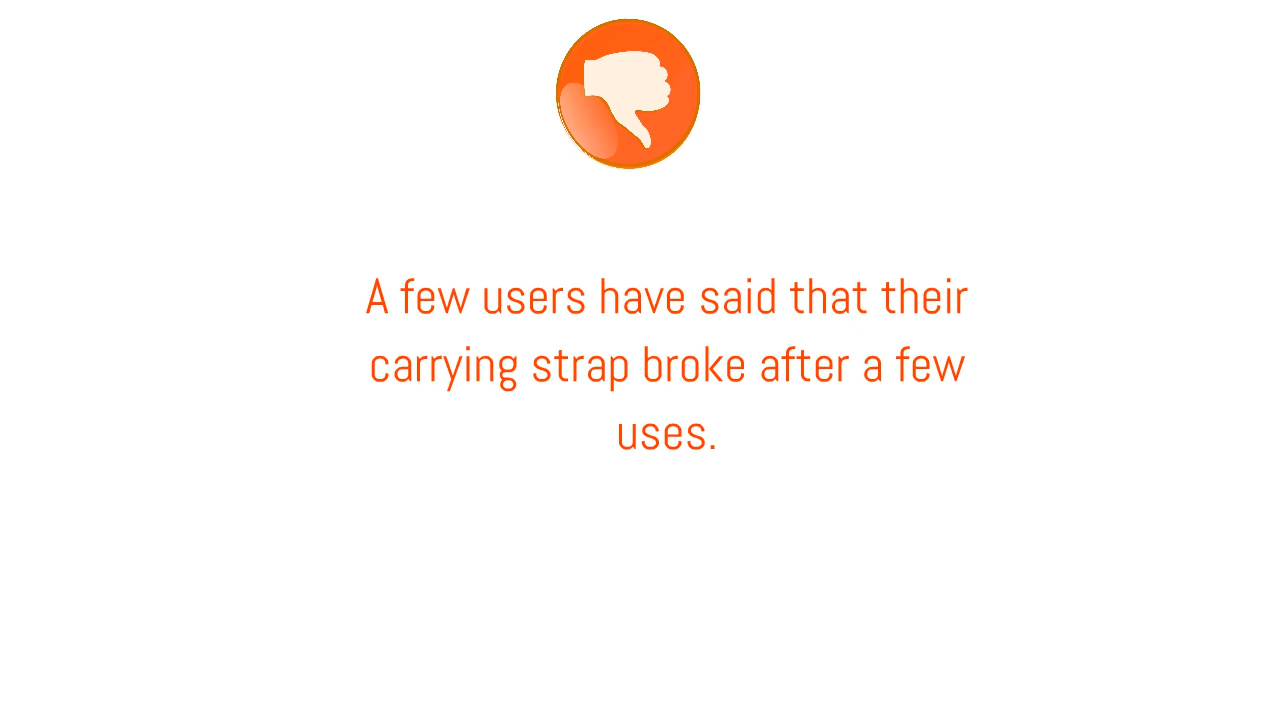 A few users have said that their
carrying strap broke after a few
uses.